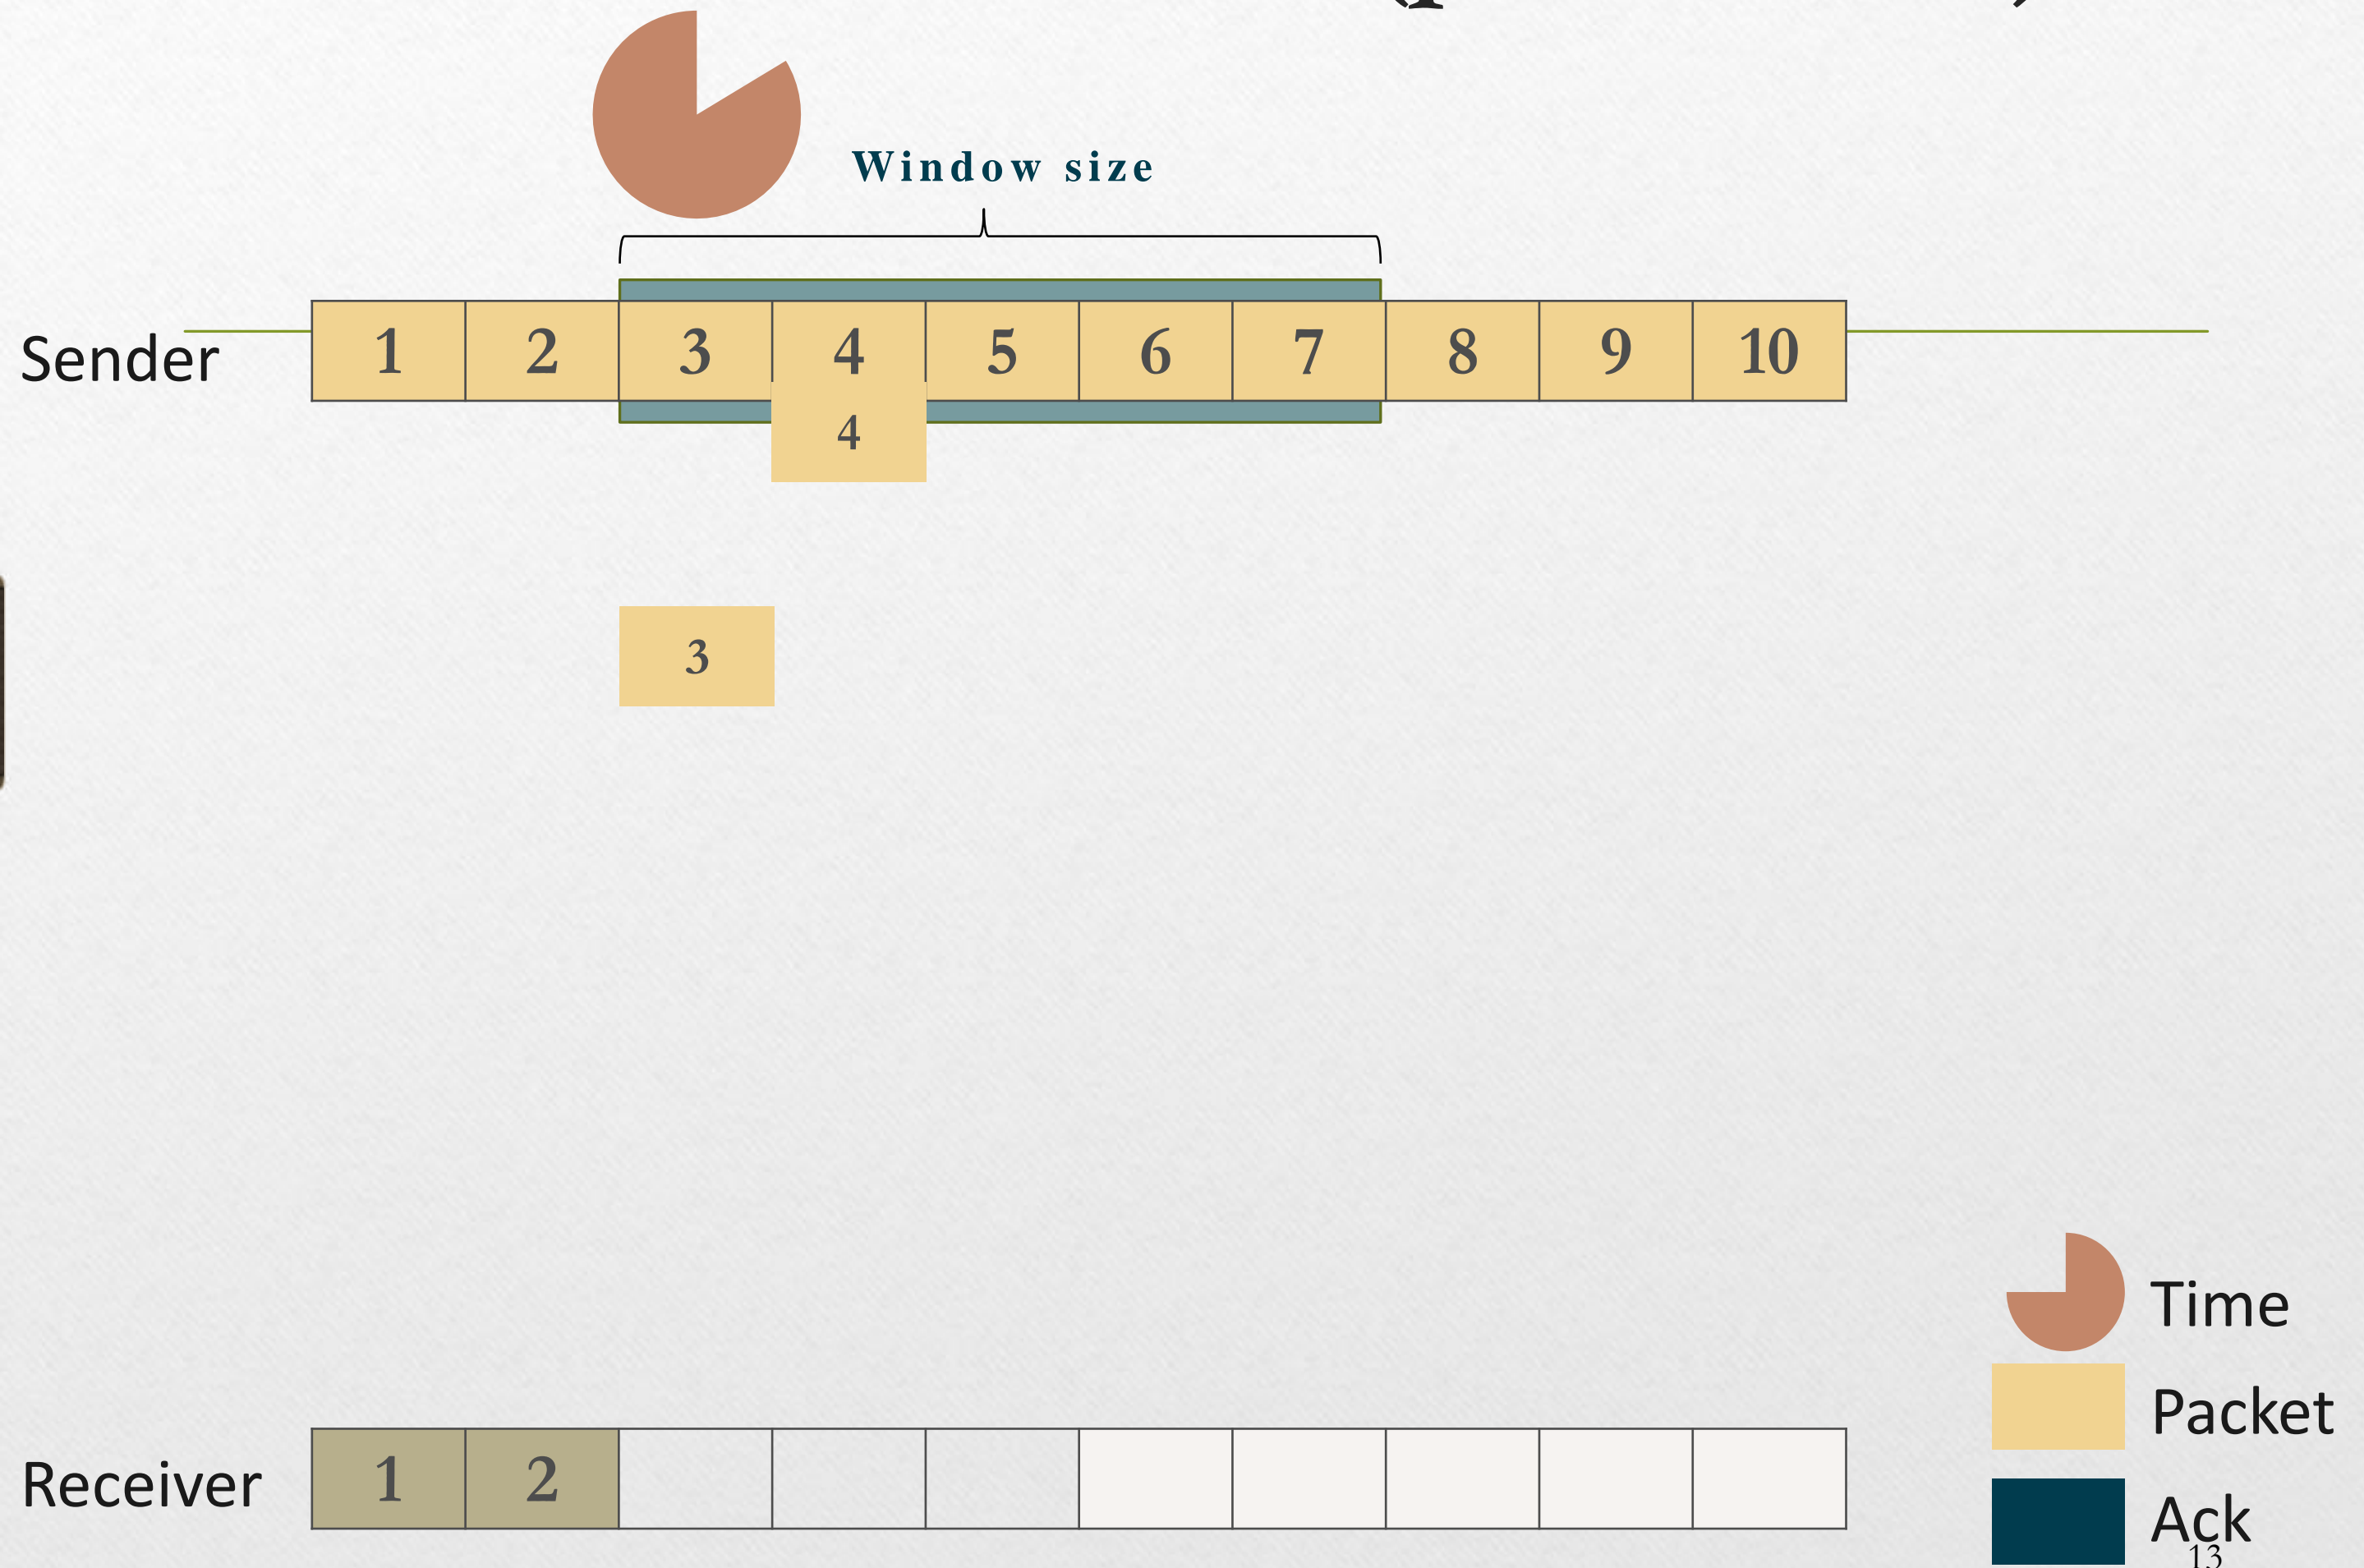 Window size
Sender
1 2 3 4 5 6 7 8 9 10
4
3
Time
Packet
Receiver
1 2
Ack
13